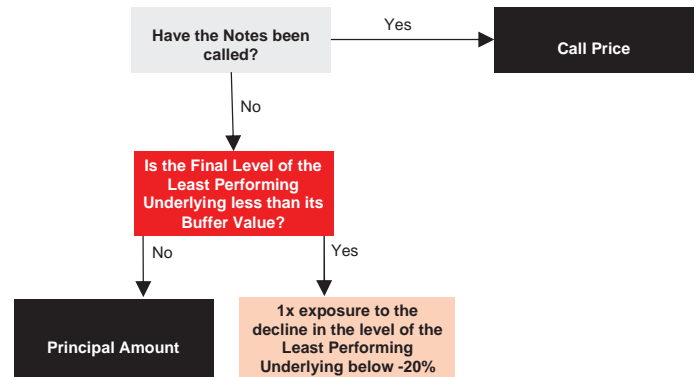 Have the Notes been
called?
Yes
Call Price
No
Is the Final Level of the
Least Performing
Underlying less than its
Buffer Value?
No
Yes
Principal Amount
1x exposure to the
decline in the level of the
Least Performing
Underlying below -20%